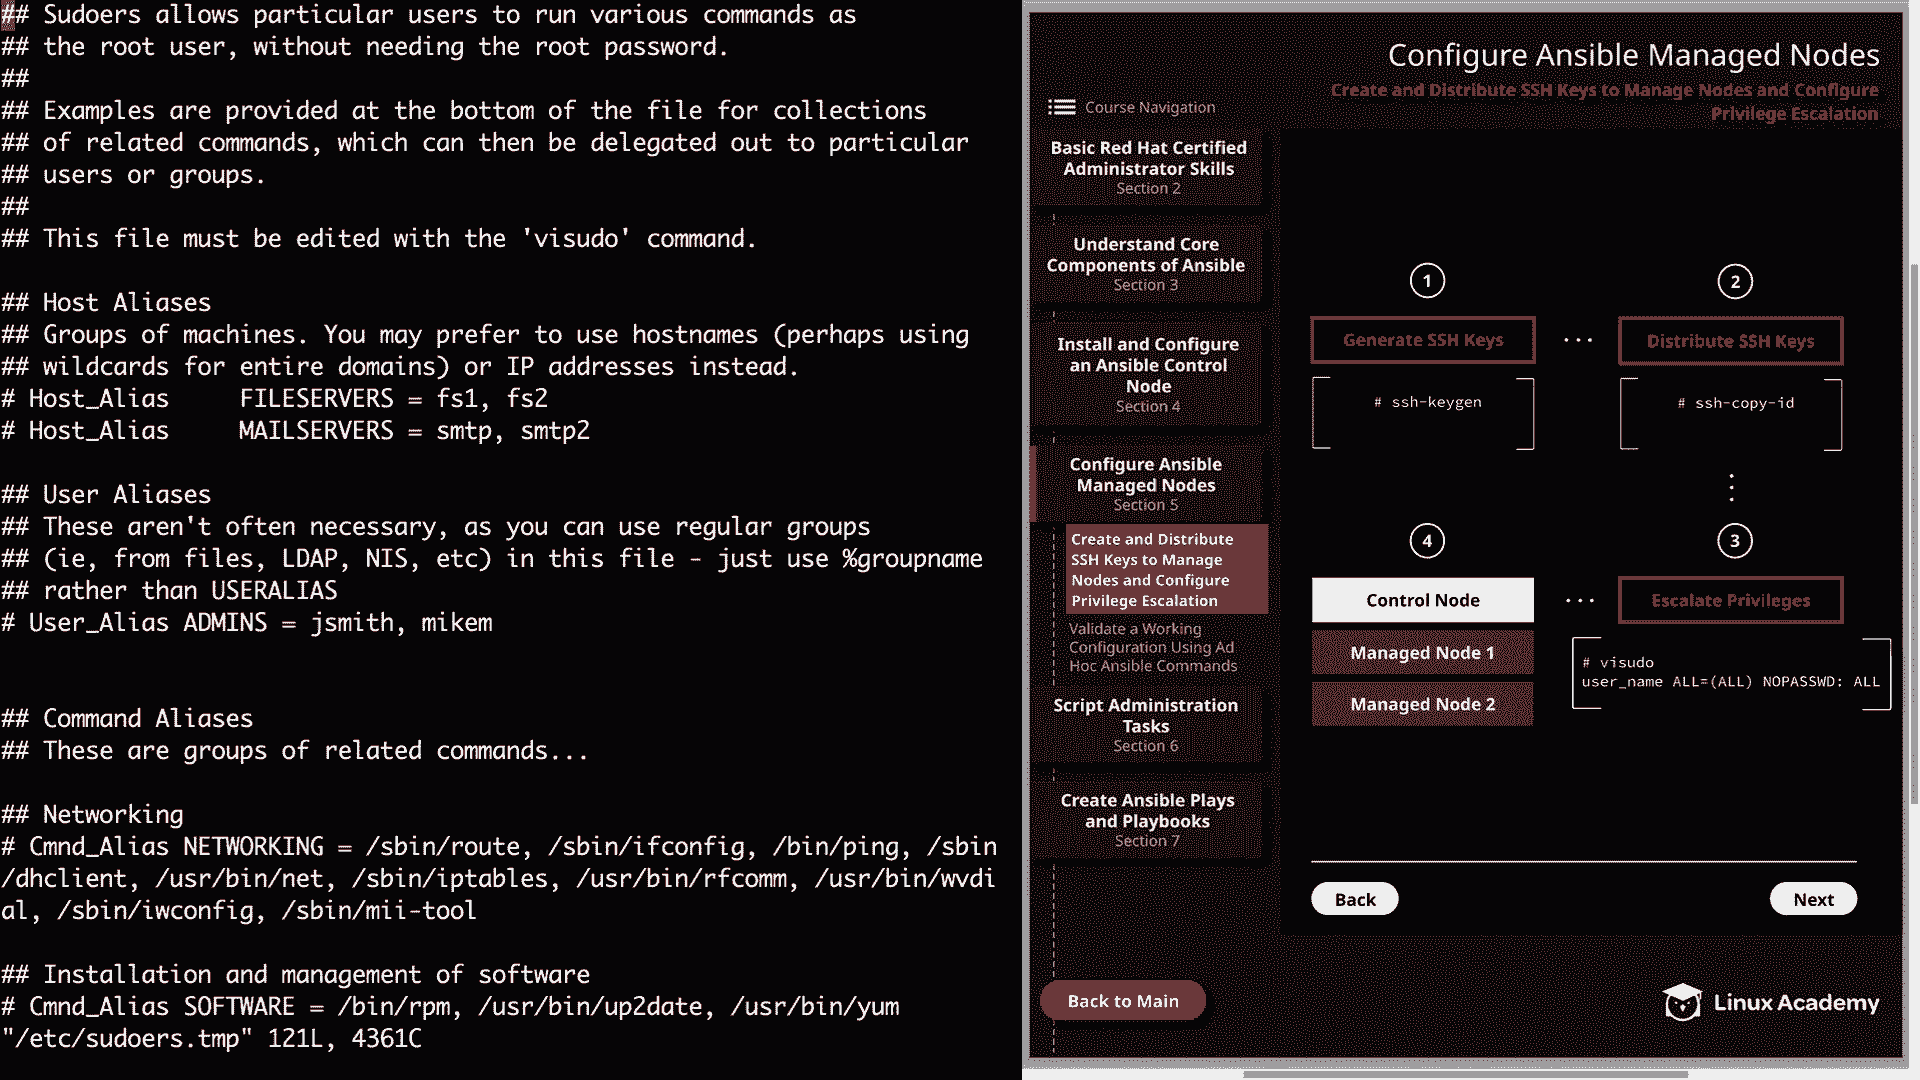 ## Sudoers allows particular users to run various commands as
## the root user, without needing the root password.
##
## Examples are provided at the bottom of the file for collections
## of related commands, which can then be delegated out to particular
## users or groups.
##
## This file must be edited with the 'visudo' command.
## Host Aliases
## Groups of machines. You may prefer to use hostnames (perhaps using
## wildcards for entire domains) or IP addresses instead.
# Host_Alias     FILESERVERS = fs1, fs2
# Host_Alias     MAILSERVERS = smtp, smtp2
## User Aliases
## These aren't often necessary, as you can use regular groups
## (ie, from files, LDAP, NIS, etc) in this file - just use %groupname
## rather than USERALIAS
# User_Alias ADMINS = jsmith, mikem
## Command Aliases
## These are groups of related commands...
## Networking
# Cmnd_Alias NETWORKING = /sbin/route, /sbin/ifconfig, /bin/ping, /sbin
/dhclient, /usr/bin/net, /sbin/iptables, /usr/bin/rfcomm, /usr/bin/wvdi
al, /sbin/iwconfig, /sbin/mii-tool
## Installation and management of software
# Cmnd_Alias SOFTWARE = /bin/rpm, /usr/bin/up2date, /usr/bin/yum
"/etc/sudoers.tmp" 121L, 4361C
Configure Ansible Managed Nodes
Create and Distribute SSH Keys to Manage Nodes and Configure
Privilege Escalation
Course Navigation
Basic Red Hat Certified
Administrator Skills
Section 2
Understand Core
Components of Ansible
Section 3
Install and Configure
an Ansible Control
Node
Section 4
Configure Ansible
Managed Nodes
Section 5
Create and Distribute
SSH Keys to Manage
Nodes and Configure
Privilege Escalation
Validate a Working
Configuration Using Ad
Hoc Ansible Commands
Script Administration
Tasks
Section 6
Create Ansible Plays
and Playbooks
Section 7
Back to Main
1
Generate SSH Keys
# ssh-keygen
2
Distribute SSH Keys
# ssh-copy-id
4
Control Node
Managed Node 1
Managed Node 2
3
Escalate Privileges
# visudo
user_name ALL=(ALL) NOPASSWD: ALL
Back
Next
Linux Academy